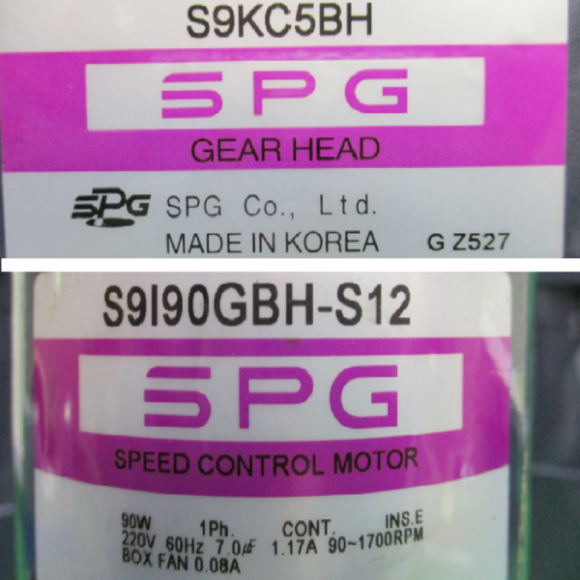 S9KC5BH
SPG
GEAR HEAD
SPG SPG Co., Ltd.
MADE IN KOREA G Z527
S9I90GBH-S12
SPG
SPEED CONTROL MOTOR
90W 1Ph. CONT. INS.E
220V 60Hz 7.0μF 1.17A 90~1700RPM
BOX FAN 0.08A